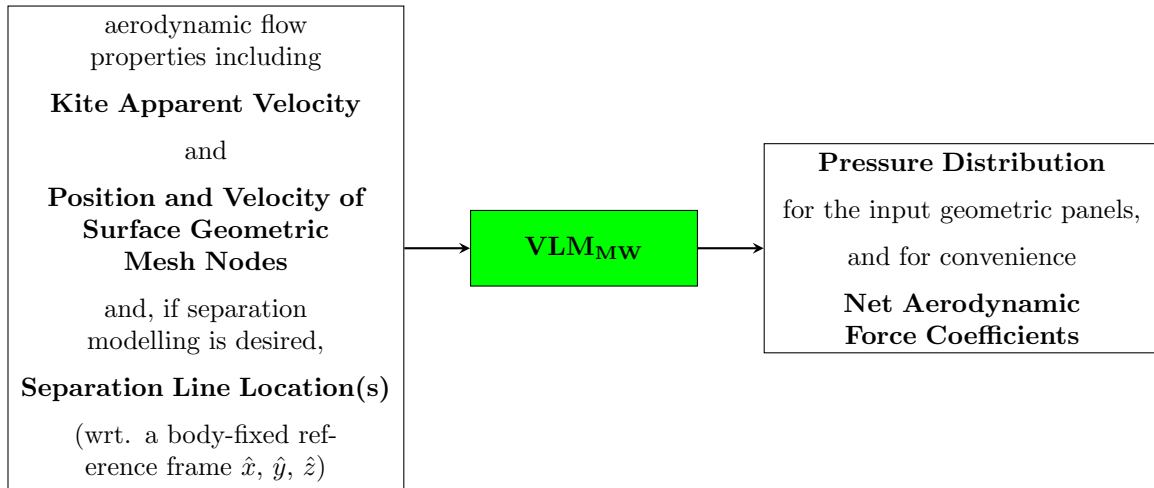 aerodynamic flow
properties including
Kite Apparent Velocity
and
Position and Velocity of
Surface Geometric
Mesh Nodes
and, if separation
modelling is desired,
Separation Line Location(s)
(wrt. a body-fixed ref-
erence frame x̂, ŷ, ẑ)
VLM_MW
Pressure Distribution
for the input geometric panels,
and for convenience
Net Aerodynamic
Force Coefficients